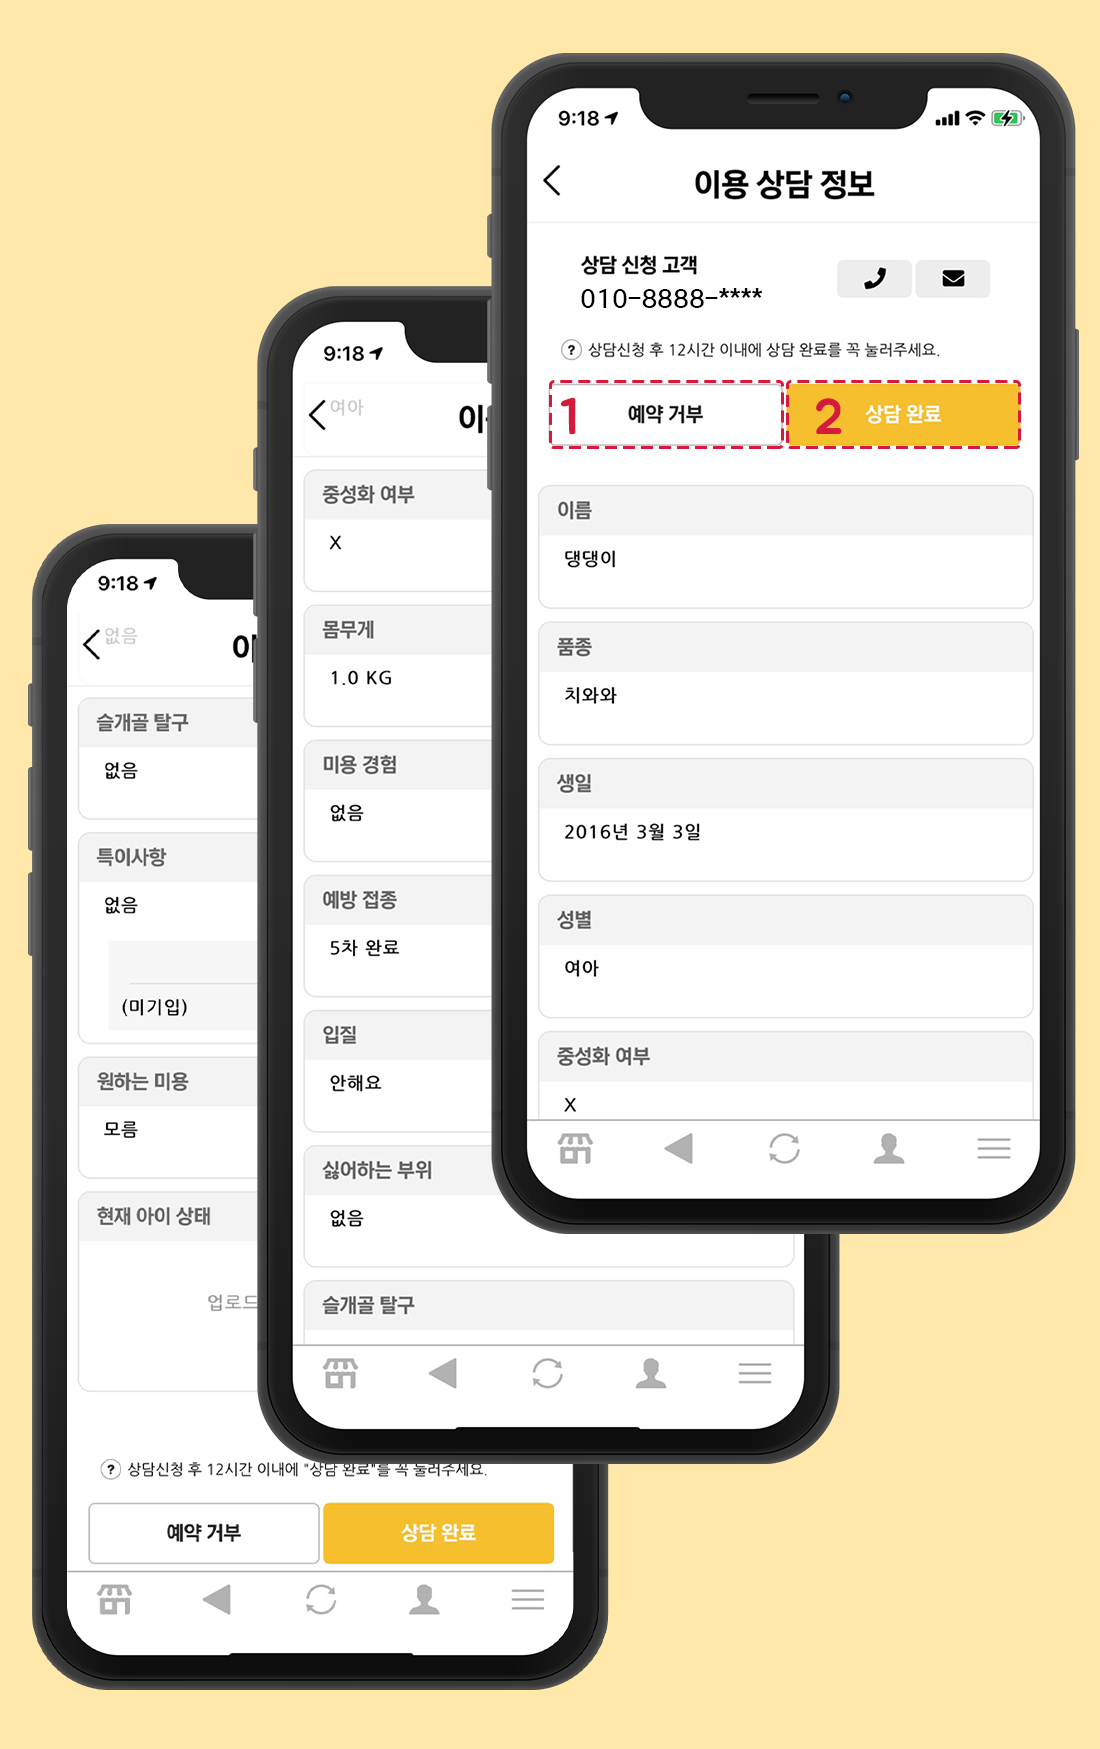 9:18
이용 상담 정보
상담 신청 고객
010-8888-****
? 상담신청 후 12시간 이내에 상담 완료를 꼭 눌러주세요.
1 예약 거부
2 상담 완료
이름
댕댕이
품종
치와와
생일
2016년 3월 3일
성별
여아
중성화 여부
X
9:18
여아
중성화 여부
X
몸무게
1.0 KG
미용 경험
없음
예방 접종
5차 완료
입질
안해요
싫어하는 부위
없음
슬개골 탈구
9:18
없음
슬개골 탈구
없음
특이사항
없음
(미기입)
원하는 미용
모름
현재 아이 상태
업로드
? 상담신청 후 12시간 이내에 "상담 완료"를 꼭 눌러주세요.
예약 거부
상담 완료